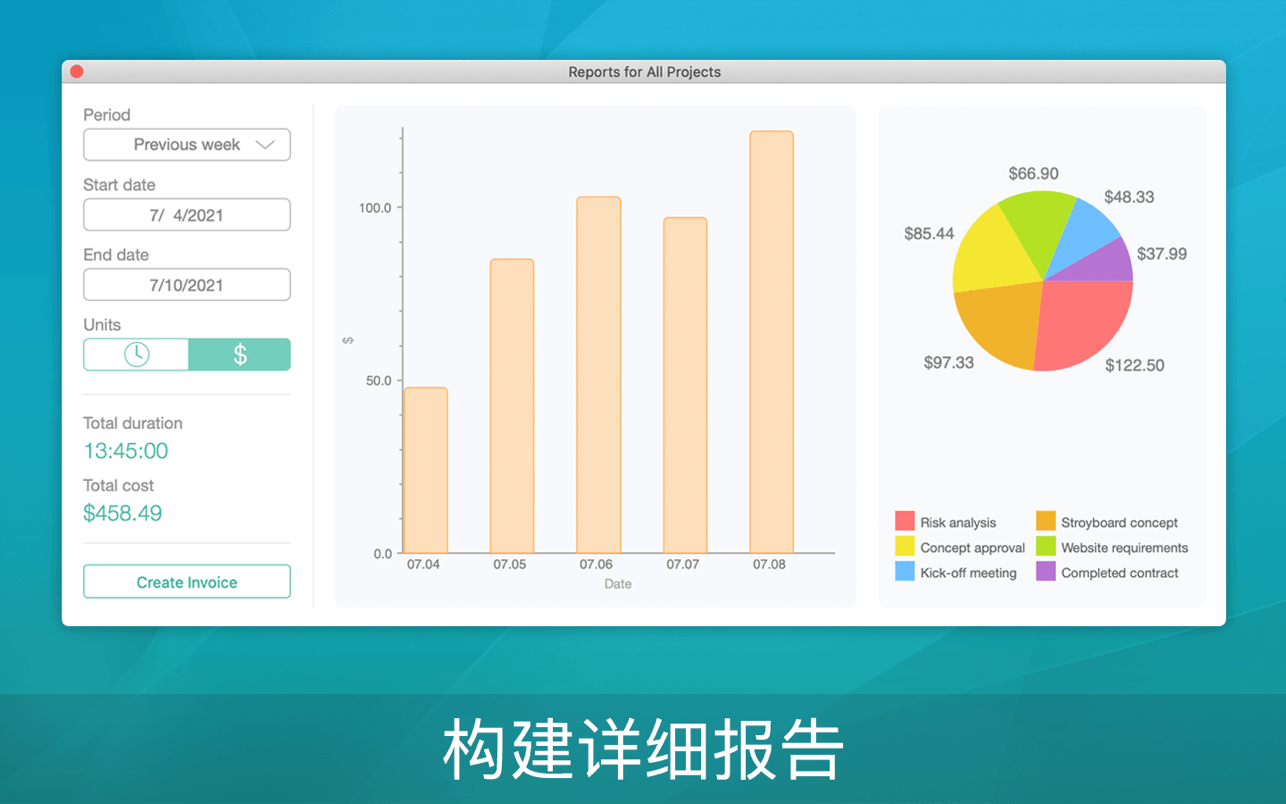 Reports for All Projects
Period
Previous week
Start date
7/ 4/2021
End date
7/10/2021
Units
$
Total duration
13:45:00
Total cost
$458.49
Create Invoice
100.0
50.0
0.0
$
07.04
07.05
07.06
07.07
07.08
Date
$66.90
$48.33
$85.44
$37.99
$97.33
$122.50
Risk analysis
Stroyboard concept
Concept approval
Website requirements
Kick-off meeting
Completed contract
构建详细报告